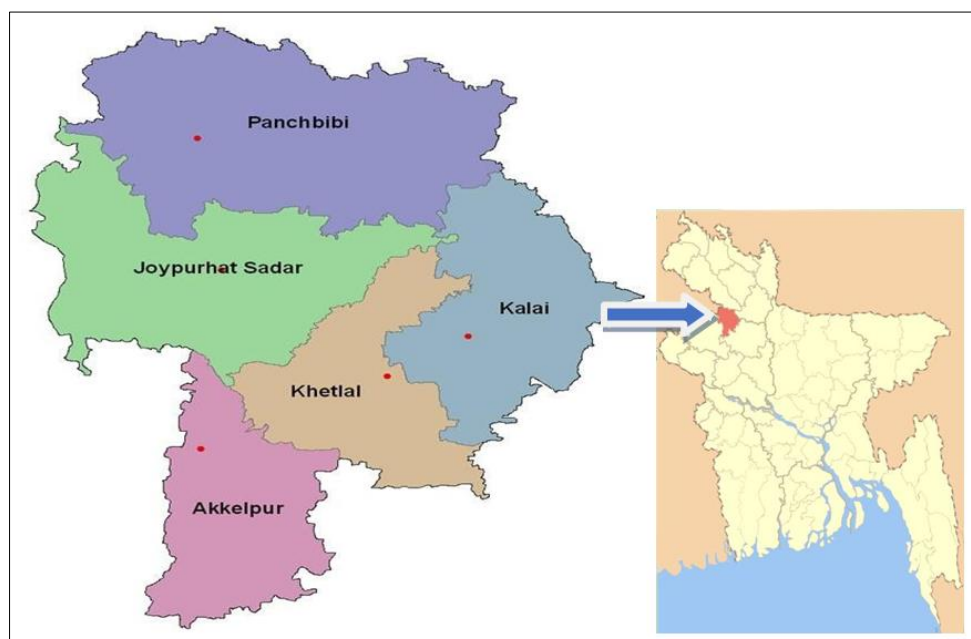 Panchbibi
Joypurhat Sadar
Kalai
Khetlal
Akkelpur